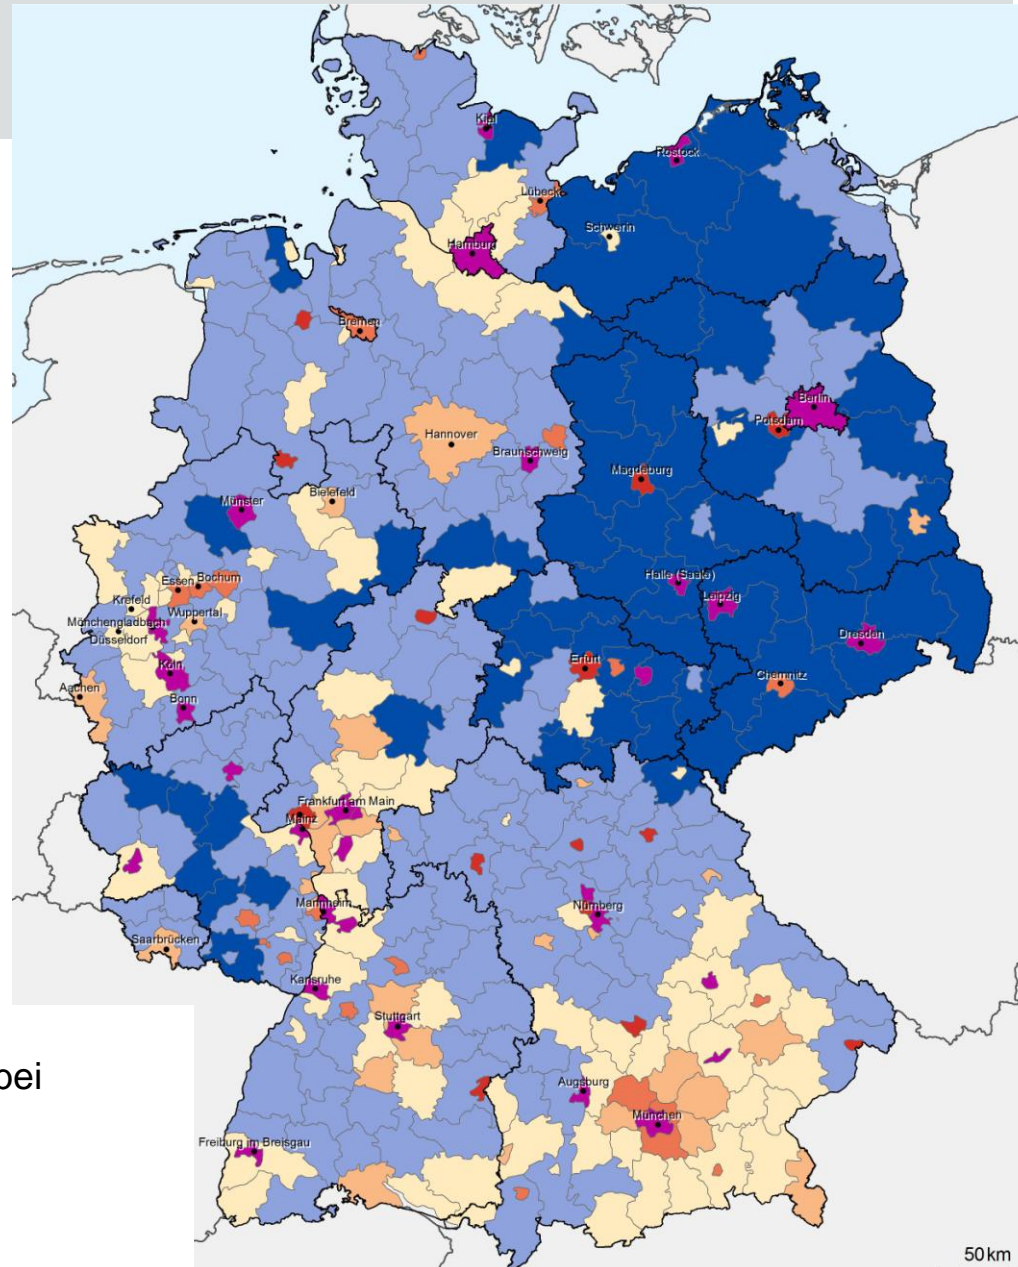 Kiel
Rostock
Lübeck
Schwerin
Hamburg
Bremen
Berlin
Potsdam
Hannover
Braunschweig
Magdeburg
Bielefeld
Münster
Essen
Bochum
Halle (Saale)
Leipzig
Krefeld
Wuppertal
Mönchengladbach
Düsseldorf
Dresden
Köln
Erfurt
Chemnitz
Aachen
Bonn
Frankfurt am Main
Mainz
Mannheim
Nürnberg
Saarbrücken
Karlsruhe
Stuttgart
bei
Augsburg
München
Freiburg im Breisgau
50 km